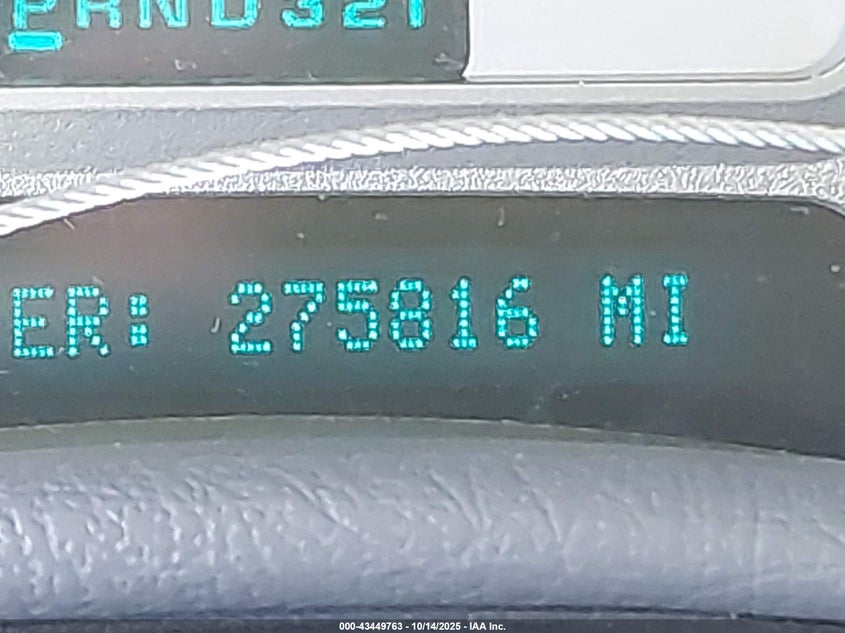 PRND321
ER: 275816 MI
000-43449763 - 10/14/2025 - IAA Inc.